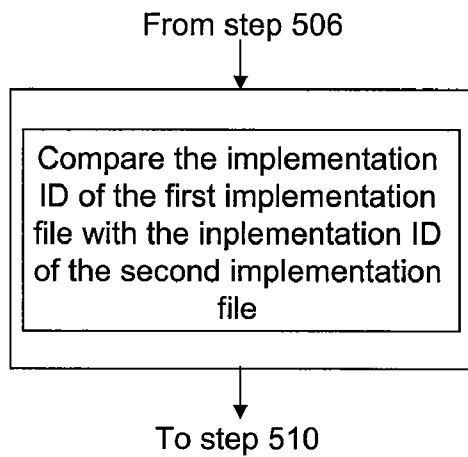 From step 506
Compare the implementation
ID of the first implementation
file with the inplementation ID
of the second implementation
file
To step 510